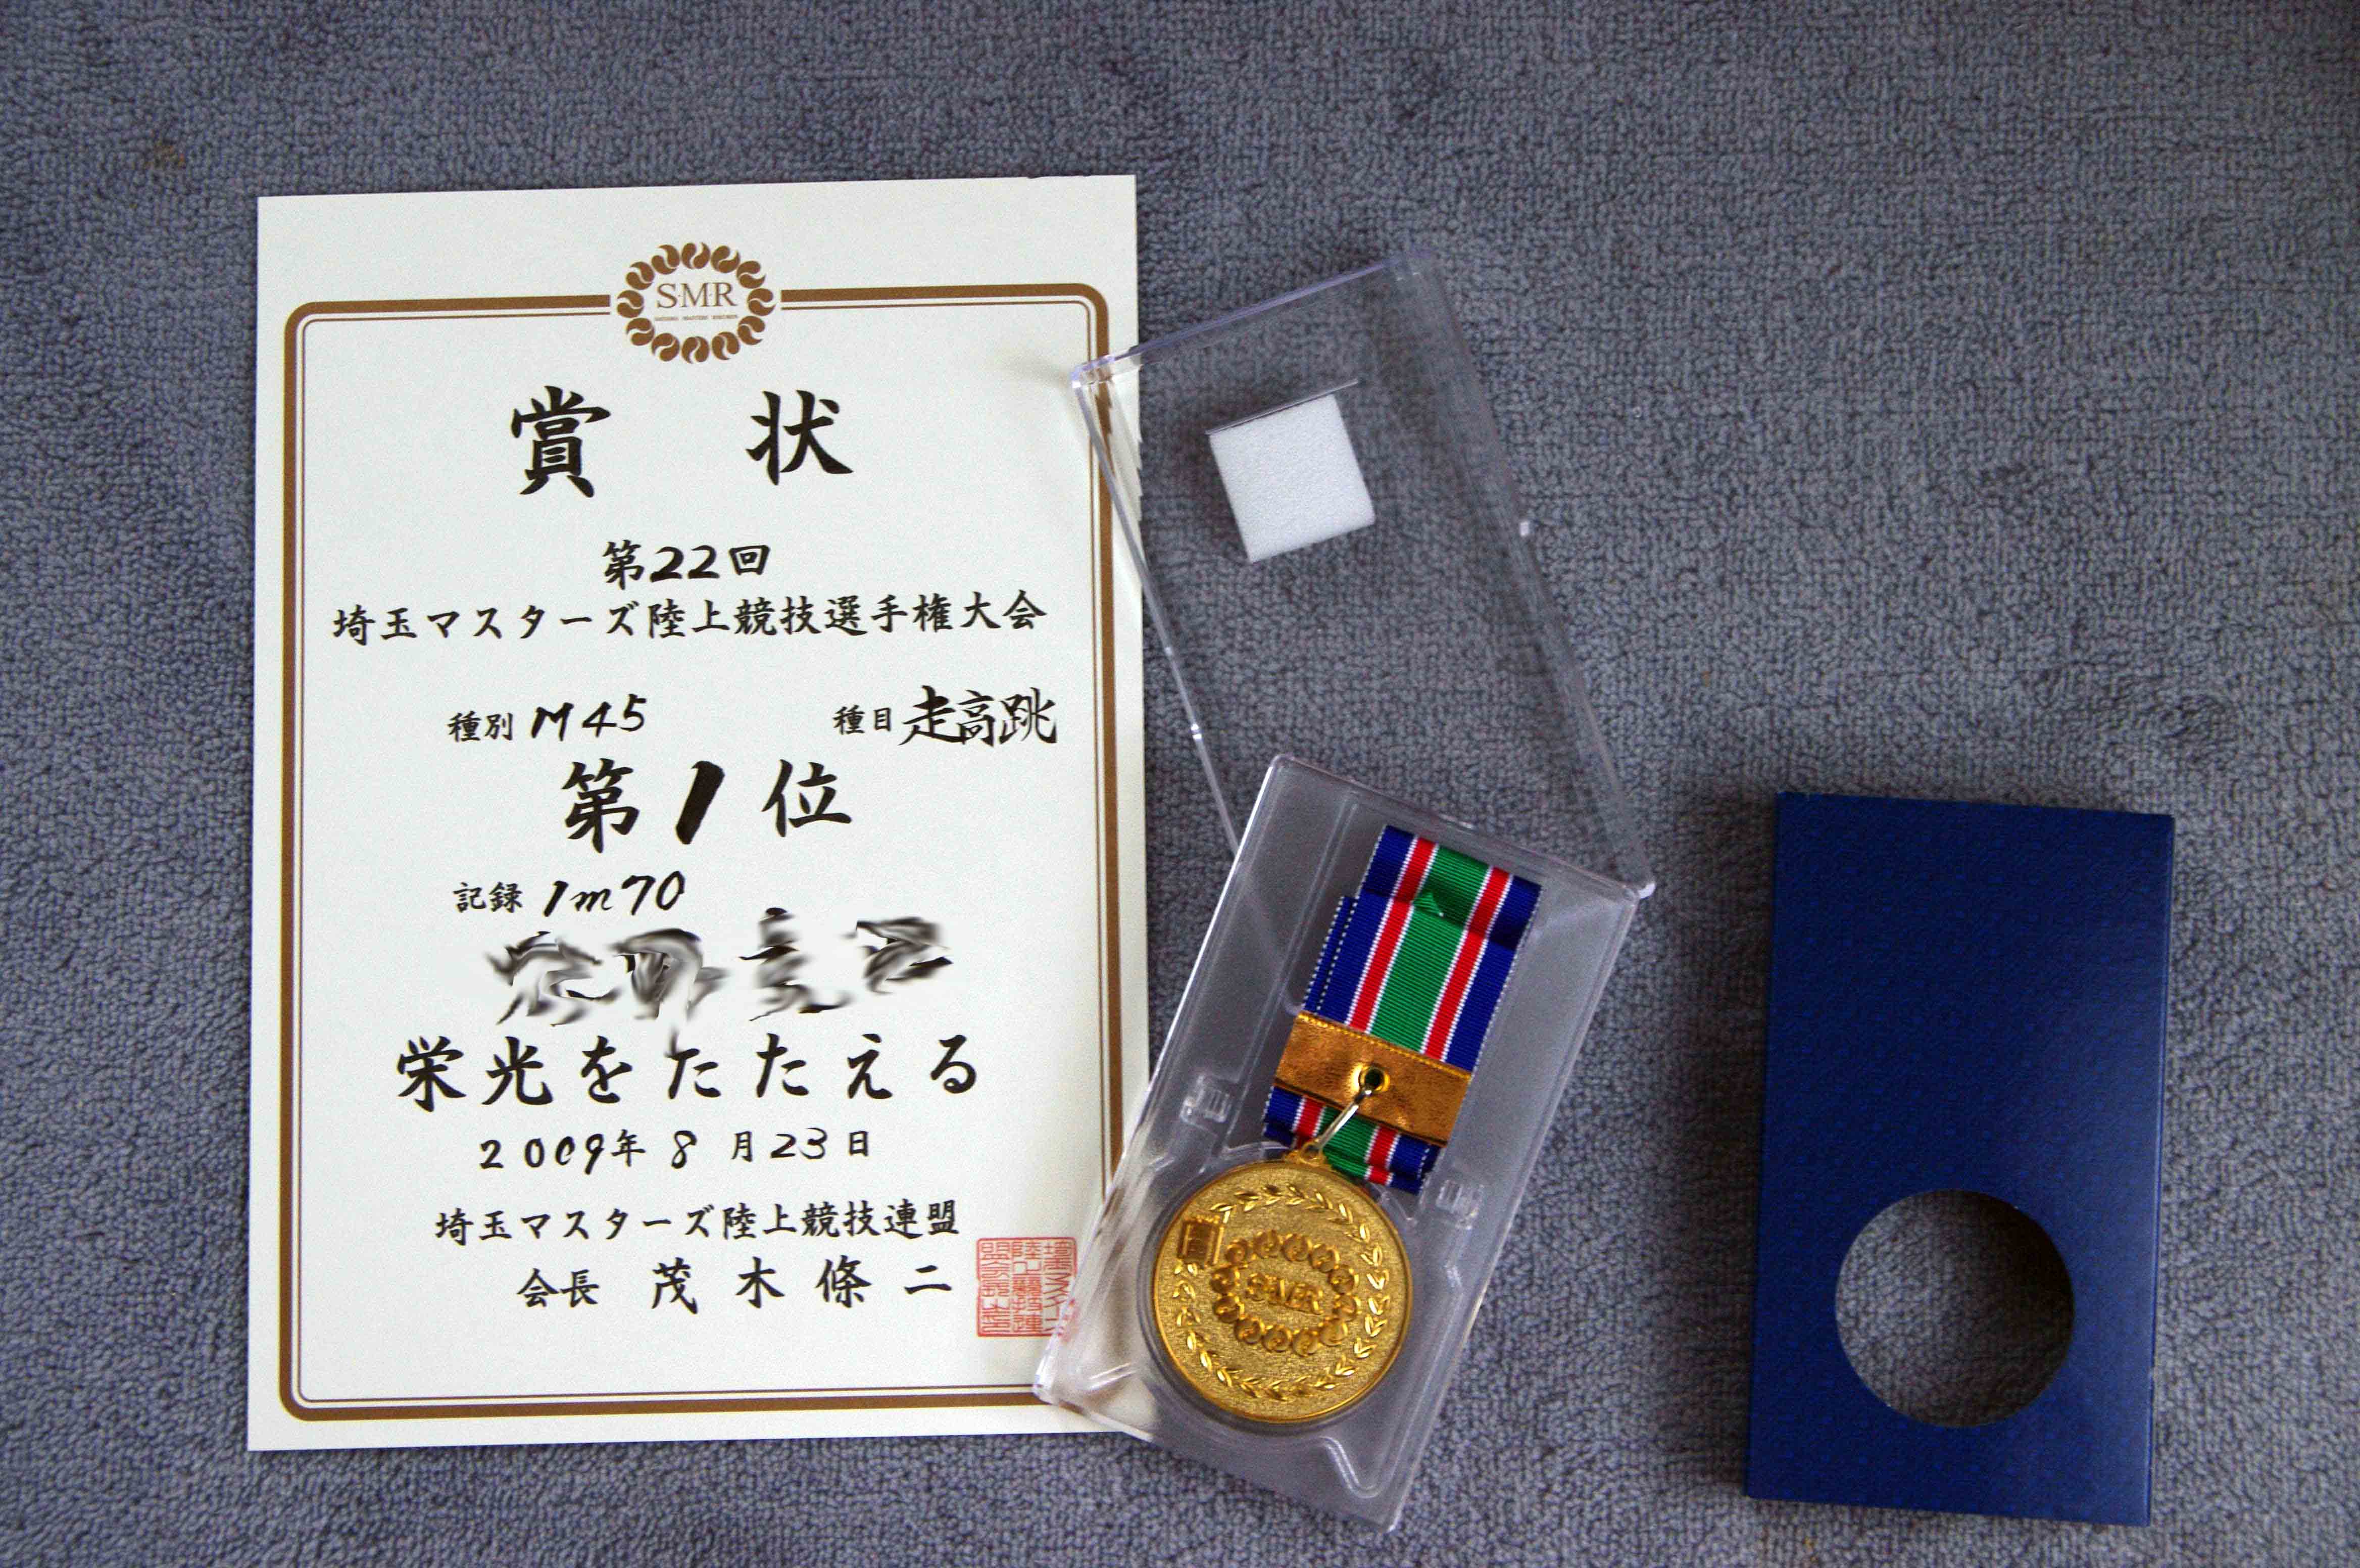 S·M·R
賞状
第22回
埼玉マスターズ陸上競技選手権大会
種別 M45 種目 走高跳
第1位
記録 1m70
栄光をたたえる
2009年8月23日
埼玉マスターズ陸上競技連盟
会長 茂木條二
S·M·R